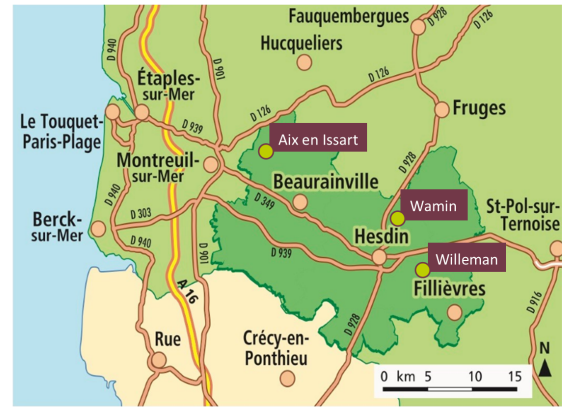 Fauquembergues
D 928
D 126
Hucqueliers
D 940
D 901
Étaples-
sur-Mer
D 126
D 126
Le Touquet-
Paris-Plage
D 939
Fruges
Aix en Issart
Montreuil-
sur-Mer
D 928
Beaurainville
D 940
Wamin
St-Pol-sur-
Ternoise
D 303
D 349
Berck-
sur-Mer
D 940
Hesdin
D 901
D 939
Willeman
A 16
Fillièvres
D 916
D 928
Rue
Crécy-en-
Ponthieu
N
0 km 5 10 15